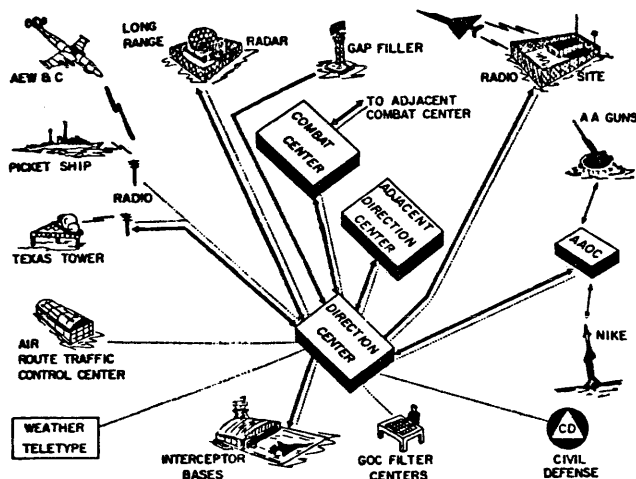 AEW & C
LONG
RANGE
RADAR
GAP FILLER
RADIO SITE
TO ADJACENT
COMBAT CENTER
COMBAT
CENTER
AA GUNS
PICKET SHIP
RADIO
ADJACENT
DIRECTION
CENTER
TEXAS TOWER
AAOC
DIRECTION
CENTER
AIR
ROUTE TRAFFIC
CONTROL CENTER
NIKE
WEATHER
TELETYPE
INTERCEPTOR
BASES
GOC FILTER
CENTERS
CD
CIVIL
DEFENSE